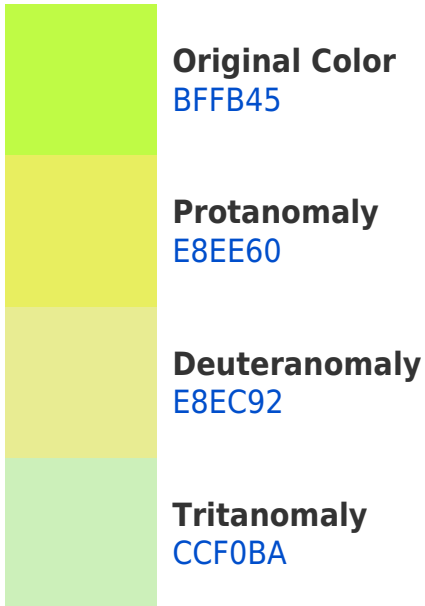 Original Color
BFFB45
Protanomaly
E8EE60
Deuteranomaly
E8EC92
Tritanomaly
CCF0BA